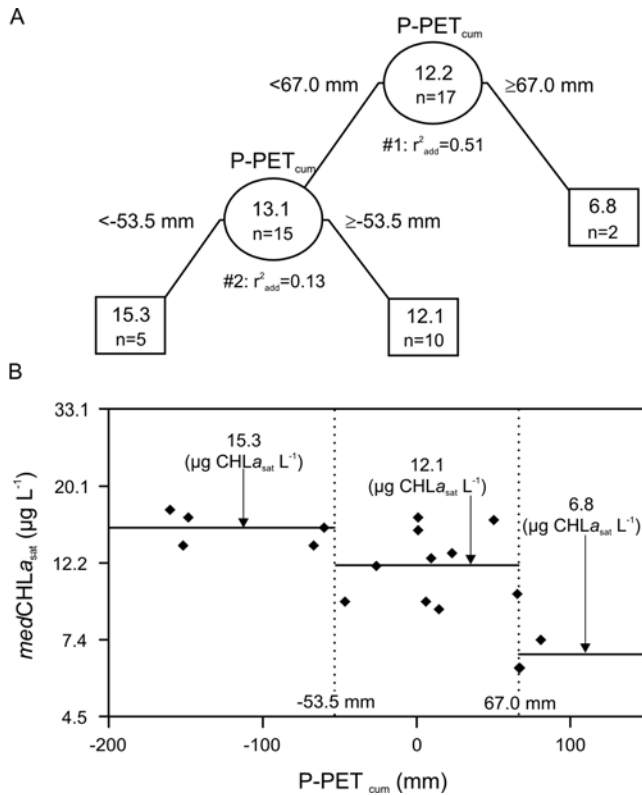 A
P-PETcum
<67.0 mm
12.2
n=17
≥67.0 mm
#1: r²add=0.51
P-PETcum
<-53.5 mm
13.1
n=15
≥-53.5 mm
6.8
n=2
#2: r²add=0.13
15.3
n=5
12.1
n=10
B
33.1
20.1
12.2
7.4
4.5
medCHLasat (µg L⁻¹)
15.3
(µg CHLasat L⁻¹)
12.1
(µg CHLasat L⁻¹)
6.8
(µg CHLasat L⁻¹)
-53.5 mm
67.0 mm
-200
-100
0
100
P-PET cum (mm)